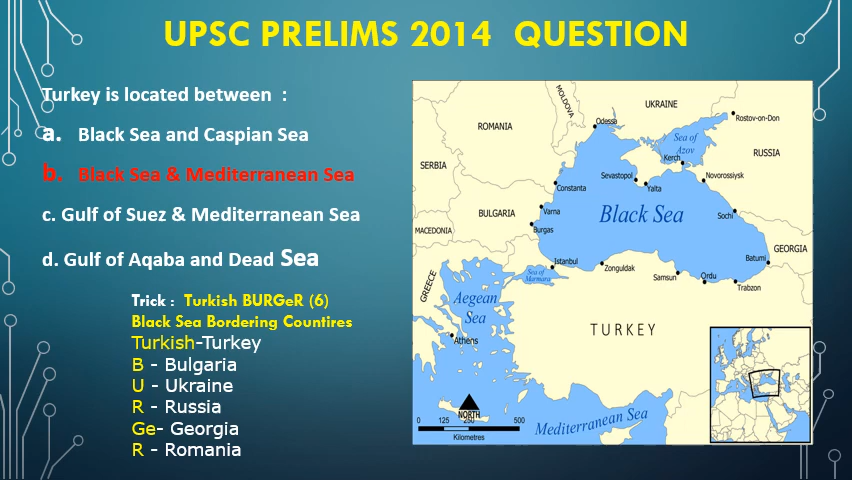 UPSC PRELIMS 2014 QUESTION
Turkey is located between :
a. Black Sea and Caspian Sea
b. Black Sea & Mediterranean Sea
c. Gulf of Suez & Mediterranean Sea
d. Gulf of Aqaba and Dead Sea
Trick : Turkish BURGeR (6)
Black Sea Bordering Countires
Turkish-Turkey
B - Bulgaria
U - Ukraine
R - Russia
Ge- Georgia
R - Romania
MOLDOVA
UKRAINE
Odessa
Rostov-on-Don
ROMANIA
Sea of
Azov
Kerch
RUSSIA
SERBIA
Sevastopol
Yalta
Novorossiysk
Constanta
BULGARIA
Varna
Black Sea
Sochi
Burgas
MACEDONIA
GEORGIA
Batumi
Istanbul
Zonguldak
Sea of
Marmara
Samsun
Ordu
Trabzon
GREECE
Aegean
Sea
TURKEY
Athens
NORTH
0 125 250 500
Kilometres
Mediterranean Sea